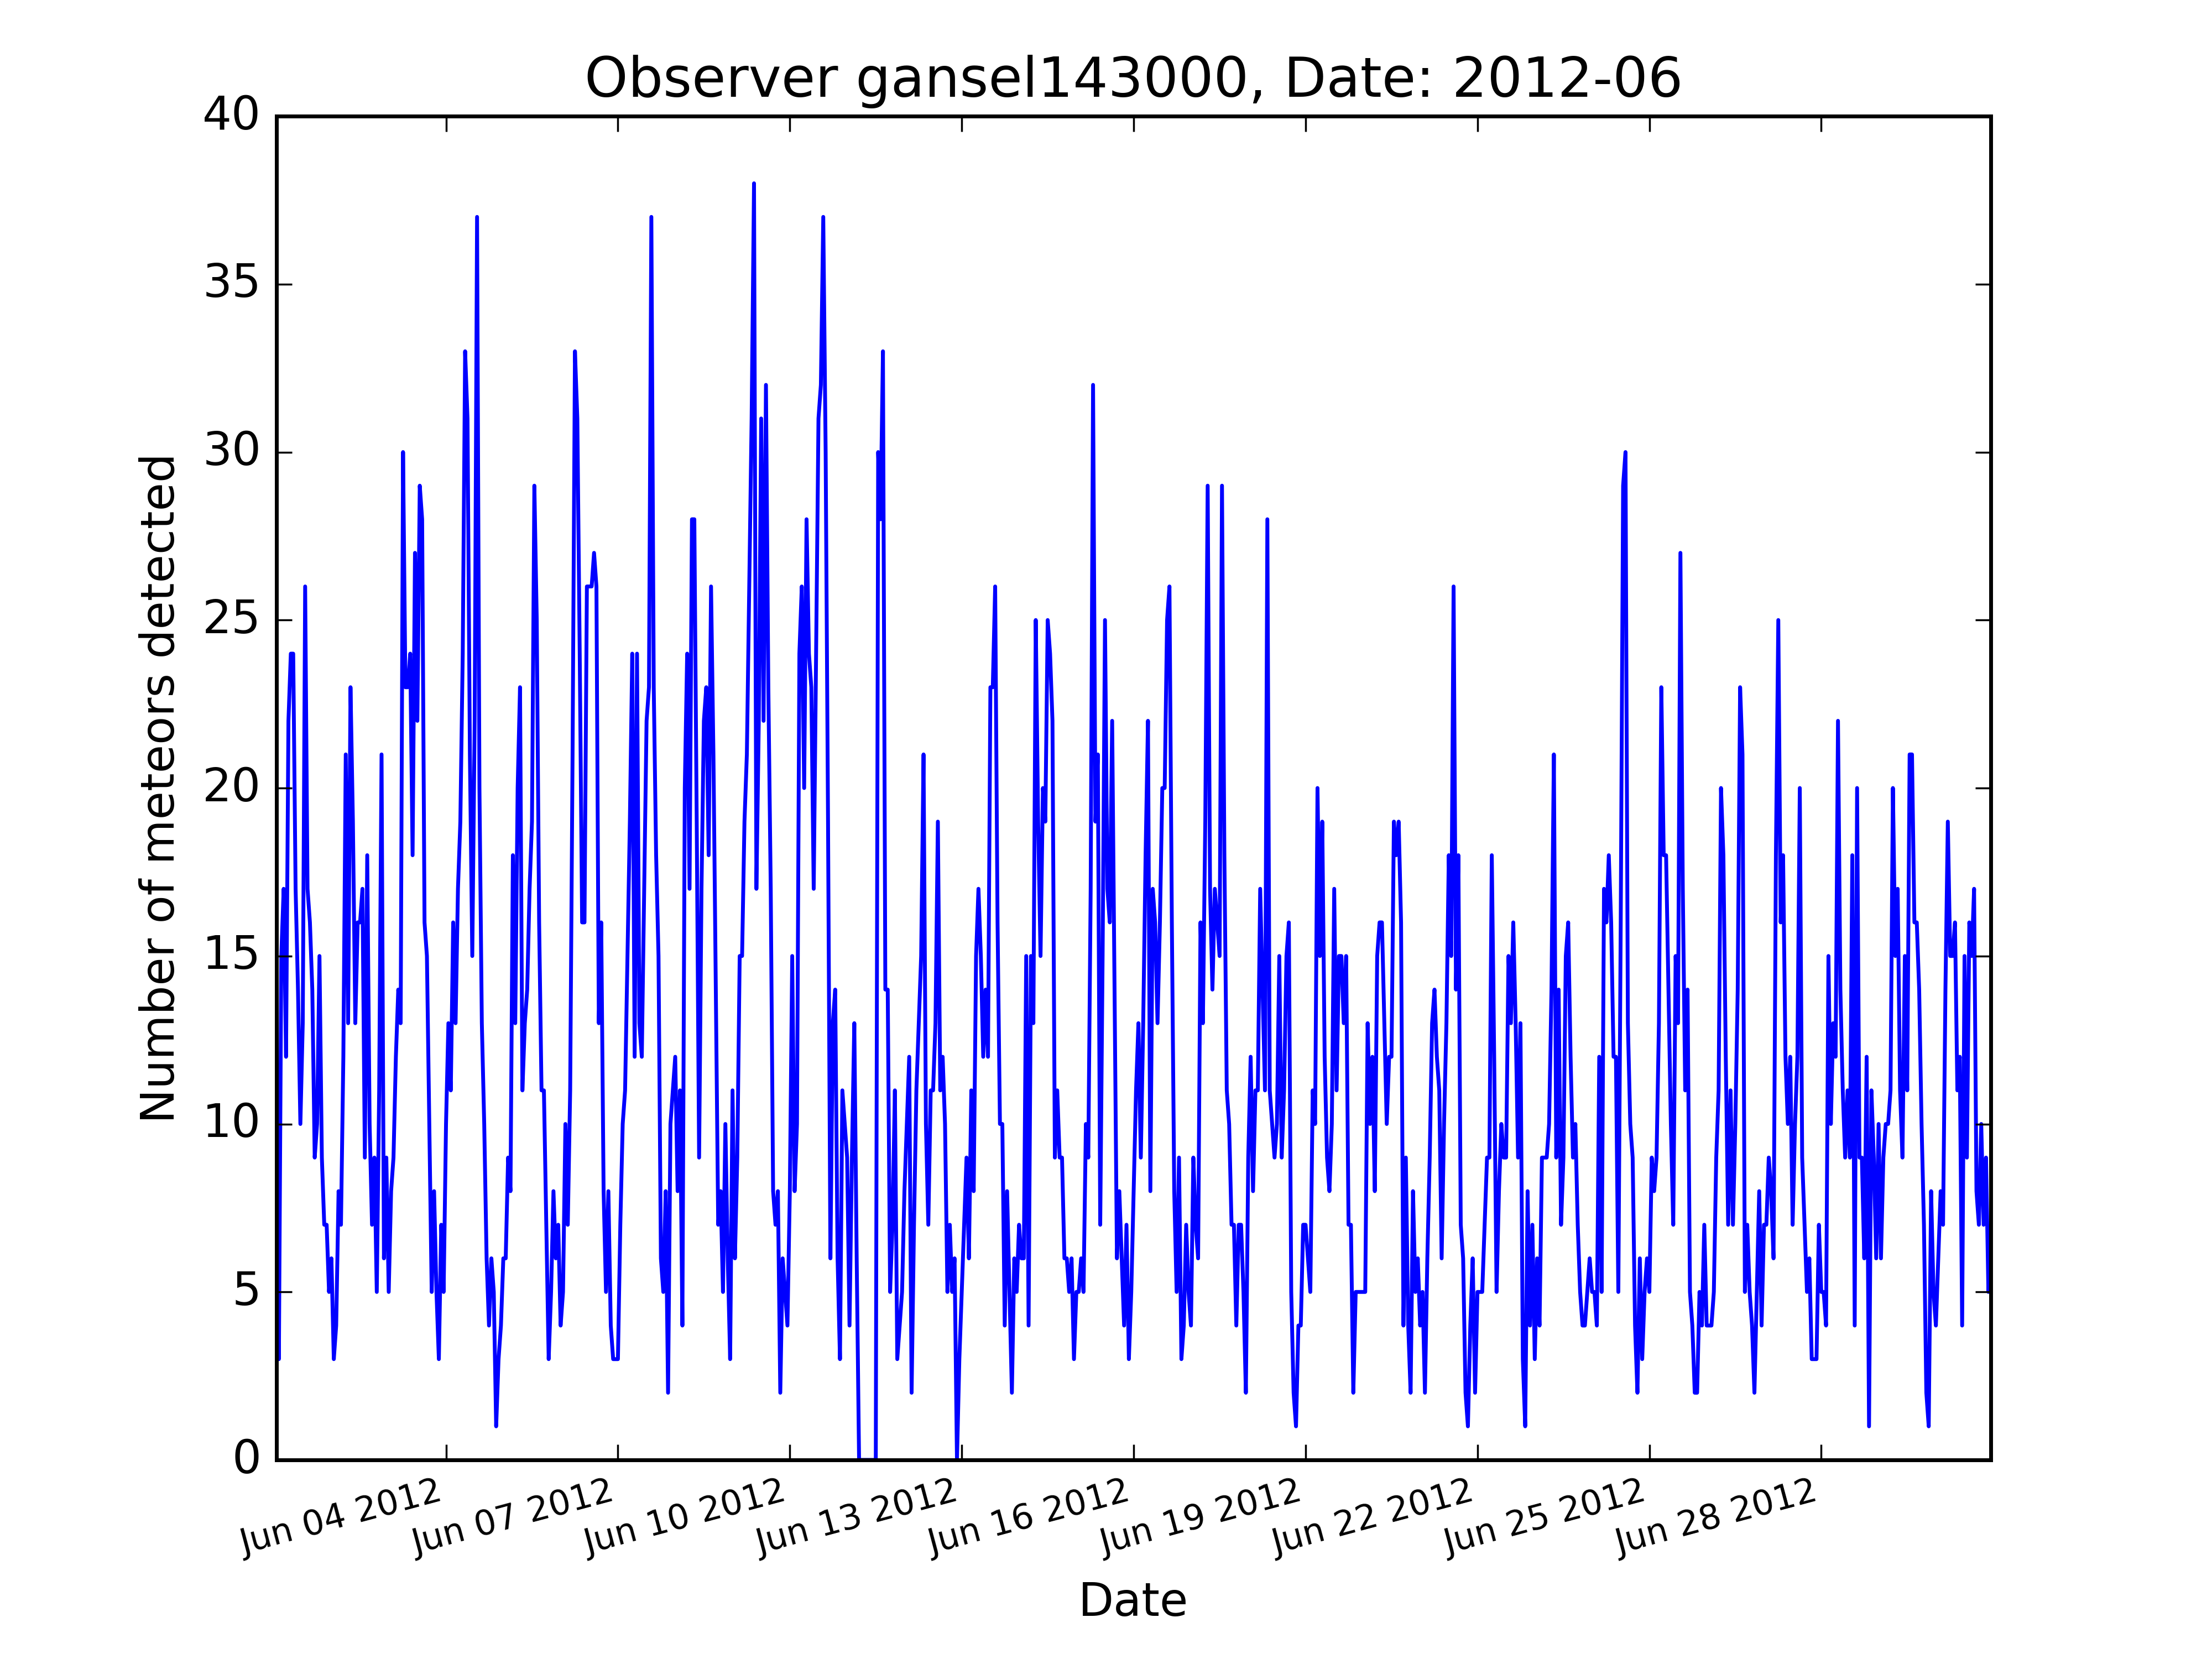 Observer gansel143000, Date: 2012-06
Number of meteors detected
40
35
30
25
20
15
10
5
0
Jun 04 2012
Jun 07 2012
Jun 10 2012
Jun 13 2012
Jun 16 2012
Jun 19 2012
Jun 22 2012
Jun 25 2012
Jun 28 2012
Date